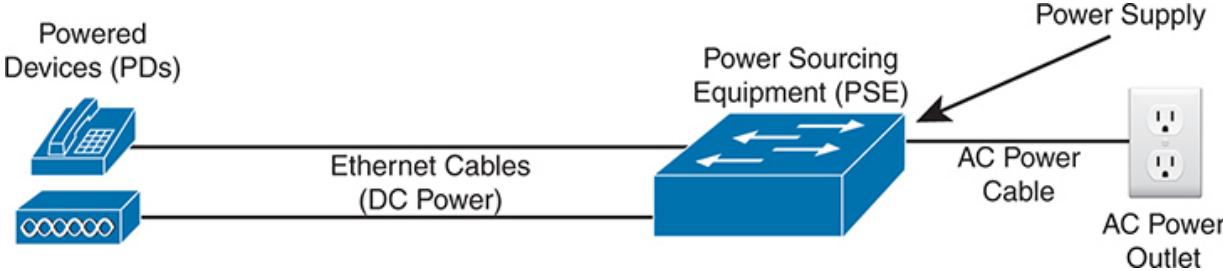 Powered
Devices (PDs)
Ethernet Cables
(DC Power)
Power Sourcing
Equipment (PSE)
Power Supply
AC Power
Cable
AC Power
Outlet